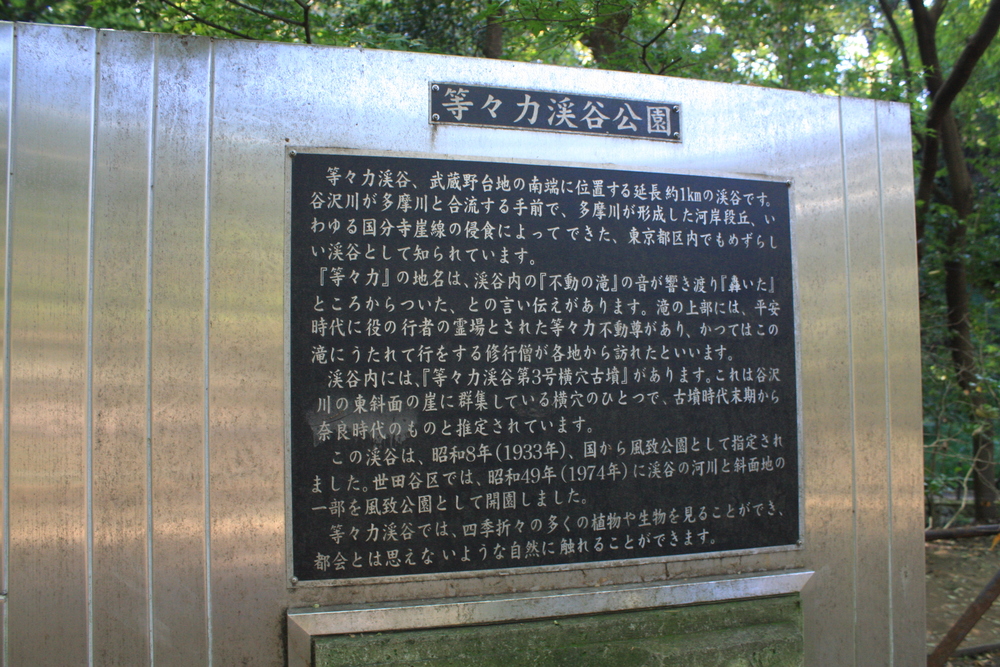 等々力渓谷公園
等々力渓谷、武蔵野台地の南端に位置する延長約1kmの渓谷です。
谷沢川が多摩川と合流する手前で、多摩川が形成した河岸段丘、い
わゆる国分寺崖線の侵食によってできた、東京都区内でもめずらし
い渓谷として知られています。
『等々力』の地名は、渓谷内の『不動の滝』の音が響き渡り『轟いた』
ところからついた、との言い伝えがあります。滝の上部には、平安
時代に役の行者の霊場とされた等々力不動尊があり、かつてはこの
滝にうたれて行をする修行僧が各地から訪れたといいます。
渓谷内には、『等々力渓谷第3号横穴古墳』があります。これは谷沢
川の東斜面の崖に群集している横穴のひとつで、古墳時代末期から
奈良時代のものと推定されています。
この渓谷は、昭和8年(1933年)、国から風致公園として指定され
ました。世田谷区では、昭和49年(1974年)に渓谷の河川と斜面地の
一部を風致公園として開園しました。
等々力渓谷では、四季折々の多くの植物や生物を見ることができ、
都会とは思えないような自然に触れることができます。